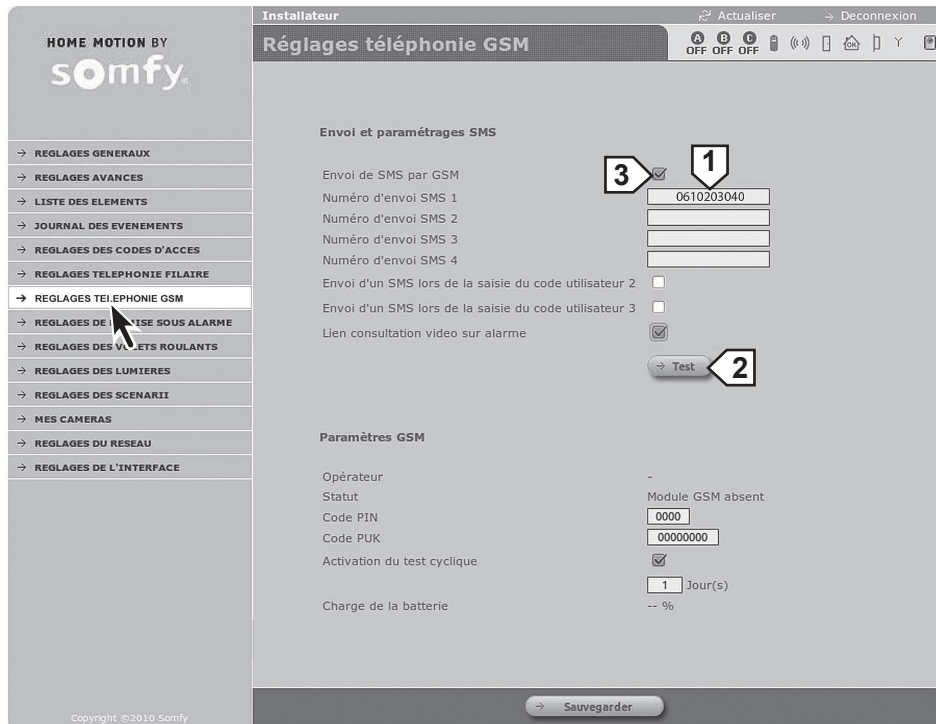 Installateur
Actualiser
Deconnexion
HOME MOTION BY
somfy.
Réglages téléphonie GSM
A B C
OFF OFF OFF
OK
REGLAGES GENERAUX
REGLAGES AVANCES
LISTE DES ELEMENTS
JOURNAL DES EVENEMENTS
REGLAGES DES CODES D'ACCES
REGLAGES TELEPHONIE FILAIRE
REGLAGES TELEPHONIE GSM
REGLAGES DE MISE SOUS ALARME
REGLAGES DES VOLETS ROULANTS
REGLAGES DES LUMIERES
REGLAGES DES SCENARII
MES CAMERAS
REGLAGES DU RESEAU
REGLAGES DE L'INTERFACE
Envoi et paramétrages SMS
Envoi de SMS par GSM 3 1
Numéro d'envoi SMS 1 0610203040
Numéro d'envoi SMS 2
Numéro d'envoi SMS 3
Numéro d'envoi SMS 4
Envoi d'un SMS lors de la saisie du code utilisateur 2
Envoi d'un SMS lors de la saisie du code utilisateur 3
Lien consultation video sur alarme
Test 2
Paramètres GSM
Opérateur -
Statut Module GSM absent
Code PIN 0000
Code PUK 00000000
Activation du test cyclique
1 Jour(s)
Charge de la batterie -- %
Sauvegarder
Copyright ©2010 Somfy